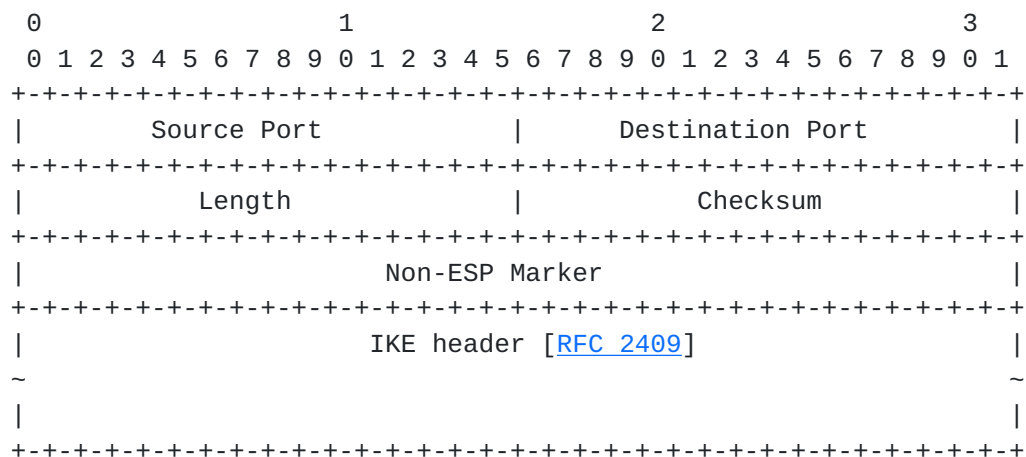 0                   1                   2                   3
 0 1 2 3 4 5 6 7 8 9 0 1 2 3 4 5 6 7 8 9 0 1 2 3 4 5 6 7 8 9 0 1
+-+-+-+-+-+-+-+-+-+-+-+-+-+-+-+-+-+-+-+-+-+-+-+-+-+-+-+-+-+-+-+-+
|        Source Port            |      Destination Port         |
+-+-+-+-+-+-+-+-+-+-+-+-+-+-+-+-+-+-+-+-+-+-+-+-+-+-+-+-+-+-+-+-+
|           Length              |           Checksum            |
+-+-+-+-+-+-+-+-+-+-+-+-+-+-+-+-+-+-+-+-+-+-+-+-+-+-+-+-+-+-+-+-+
|                       Non-ESP Marker                          |
+-+-+-+-+-+-+-+-+-+-+-+-+-+-+-+-+-+-+-+-+-+-+-+-+-+-+-+-+-+-+-+-+
|                      IKE header [RFC 2409]                    |
~                                                               ~
|                                                               |
+-+-+-+-+-+-+-+-+-+-+-+-+-+-+-+-+-+-+-+-+-+-+-+-+-+-+-+-+-+-+-+-+